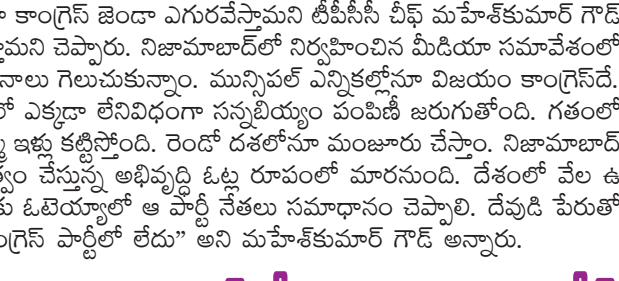 కాంగ్రెస్ జెండా ఎగురవేస్తామని టీపీసీసీ చీఫ్ మహేశ్‌కుమార్ గౌడ్
చెప్పారు. నిజామాబాద్‌లో నిర్వహించిన మీడియా సమావేశంలో
గెలుచుకున్నాం. మున్సిపల్ ఎన్నికల్లోనూ విజయం కాంగ్రెస్‌దే.
ఎక్కడా లేనివిధంగా సన్నబియ్యం పంపిణీ జరుగుతోంది. గతంలో
ఇళ్లు కట్టిస్తోంది. రెండో దశలోనూ మంజూరు చేస్తాం. నిజామాబాద్
చేస్తున్న అభివృద్ధి ఓట్ల రూపంలో మారనుంది. దేశంలో వేల ఉ
ఓటెయ్యాలో ఆ పార్టీ నేతలు సమాధానం చెప్పాలి. దేవుడి పేరుతో
పార్టీలో లేదు” అని మహేశ్‌కుమార్ గౌడ్ అన్నారు.